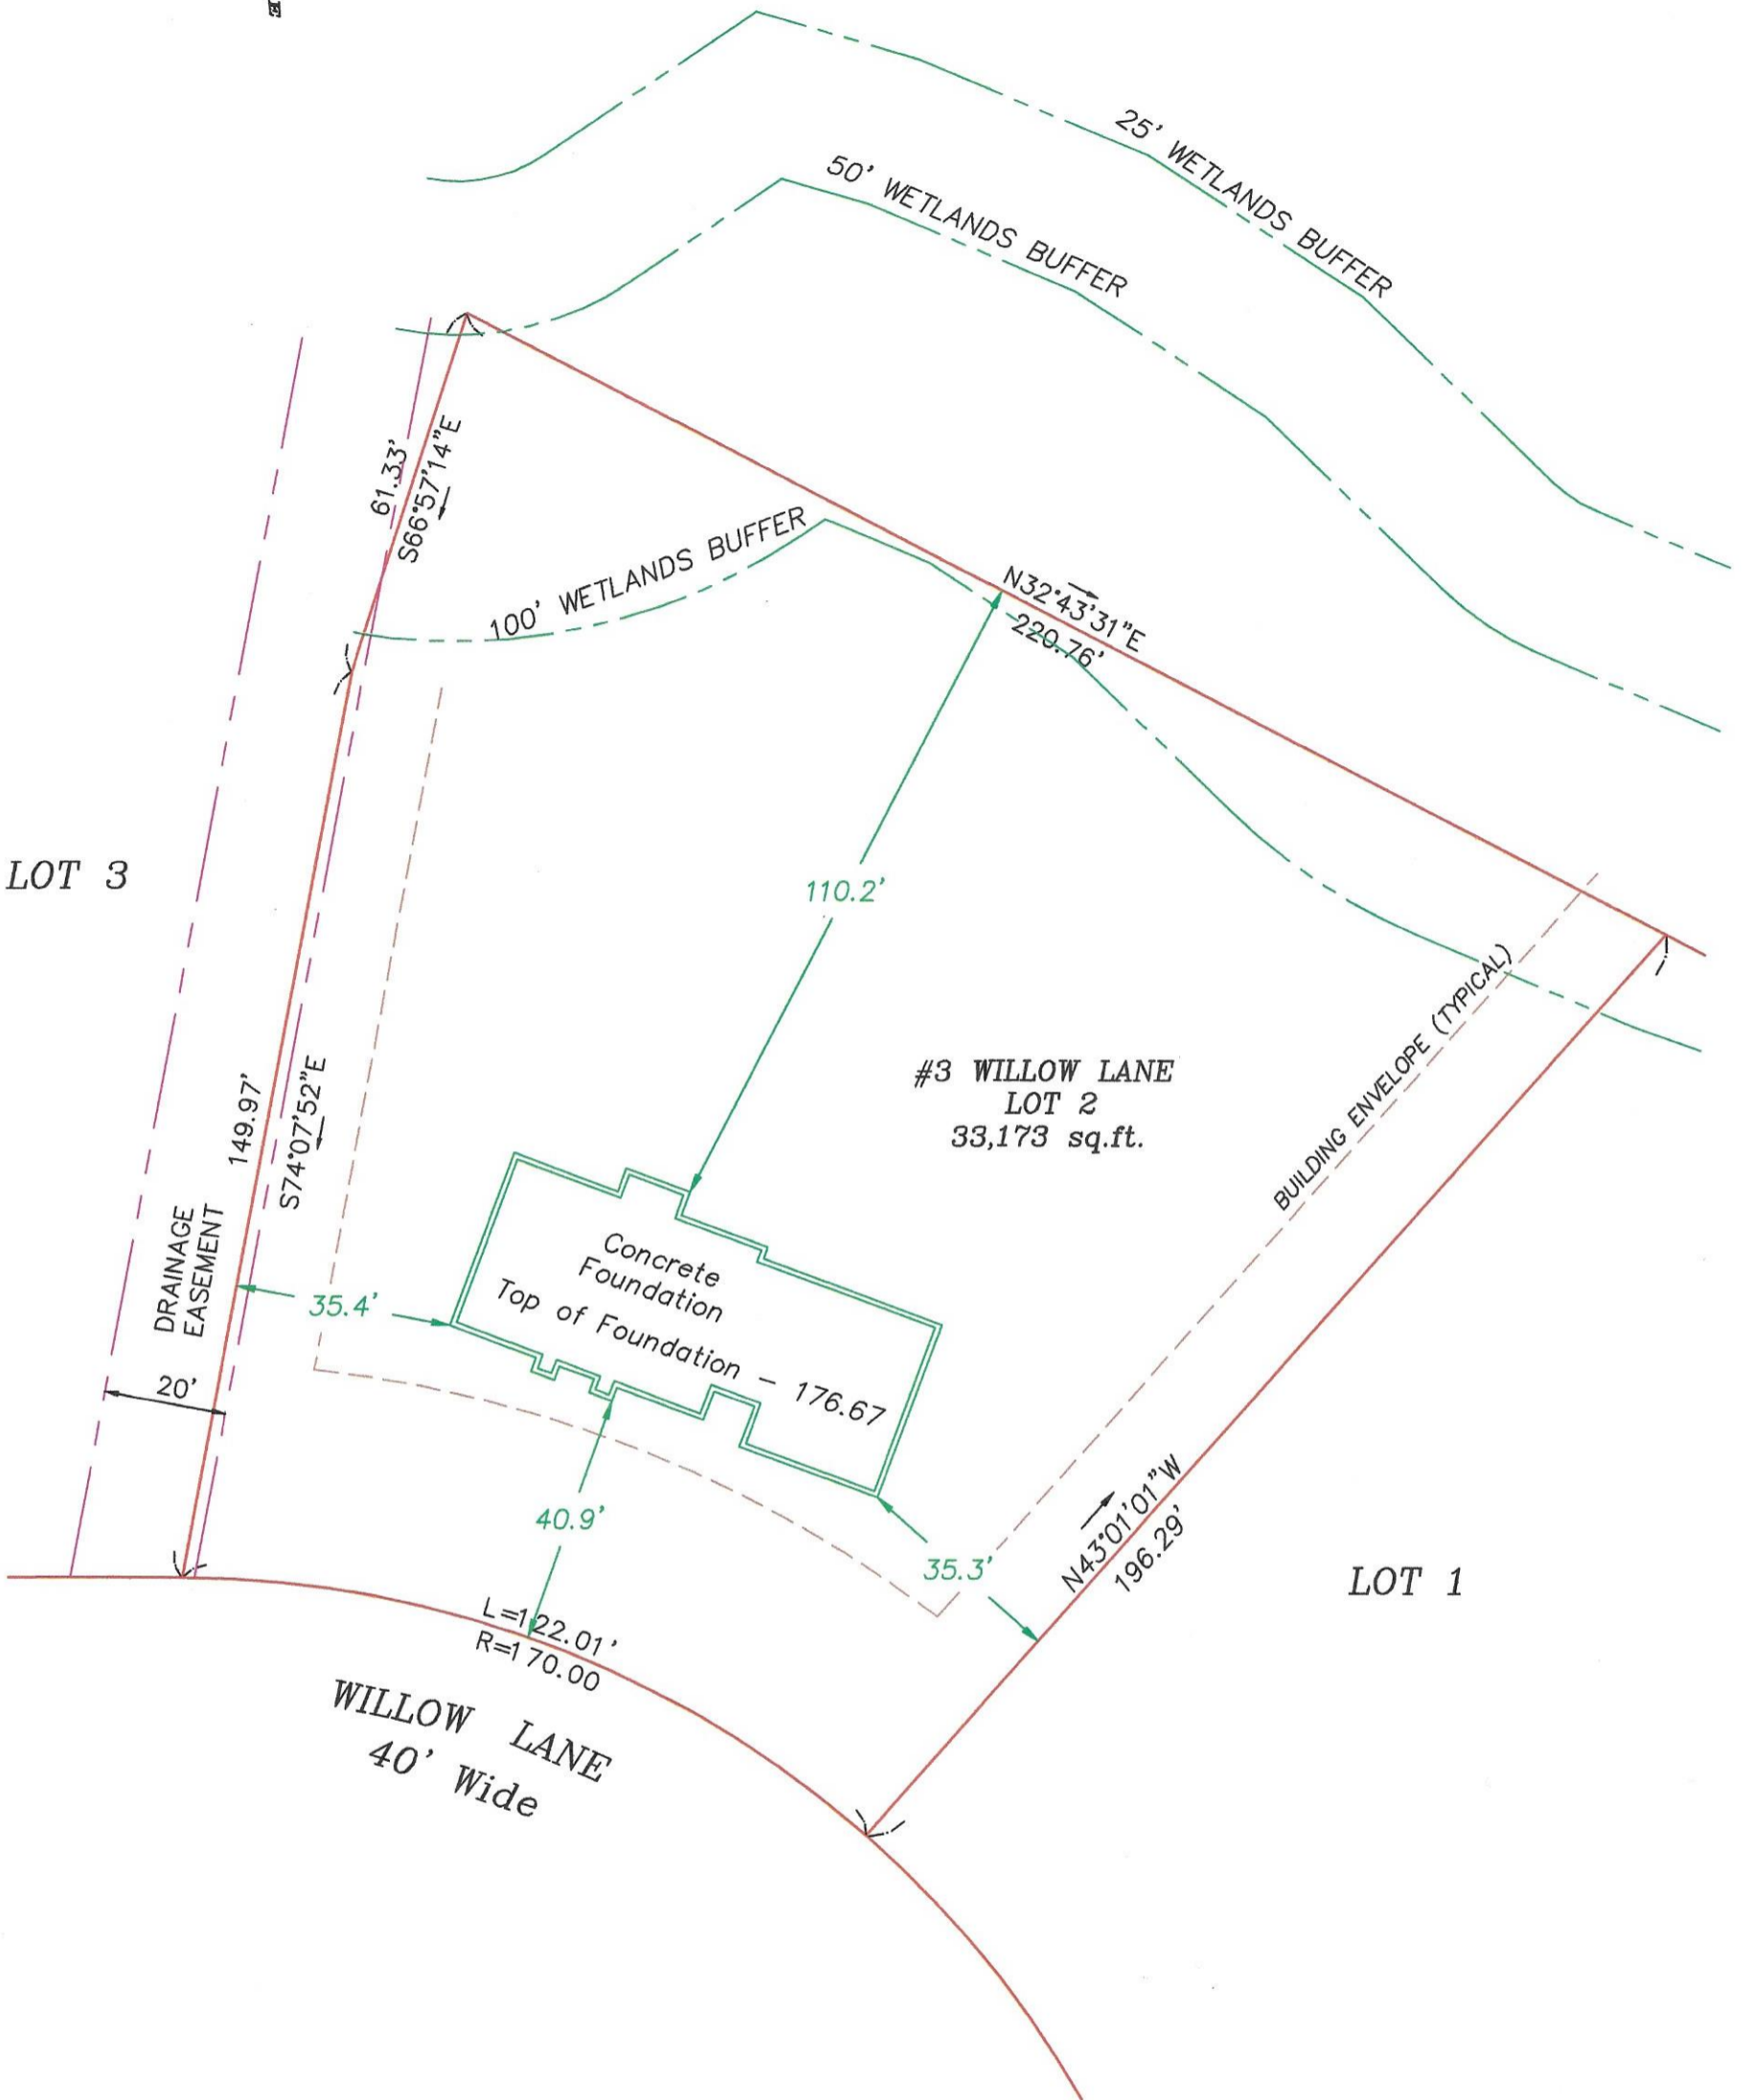 25' WETLANDS BUFFER
50' WETLANDS BUFFER
61.33'
S66°57'14"E
100' WETLANDS BUFFER
N32°43'31"E
220.76'
LOT 3
110.2'
#3 WILLOW LANE
LOT 2
33,173 sq.ft.
BUILDING ENVELOPE (TYPICAL)
149.97'
S74°07'52"E
DRAINAGE
EASEMENT
20'
35.4'
Concrete
Foundation
Top of Foundation - 176.67
40.9'
35.3'
N43°01'01"W
196.29'
LOT 1
L=122.01'
R=170.00
WILLOW LANE
40' Wide